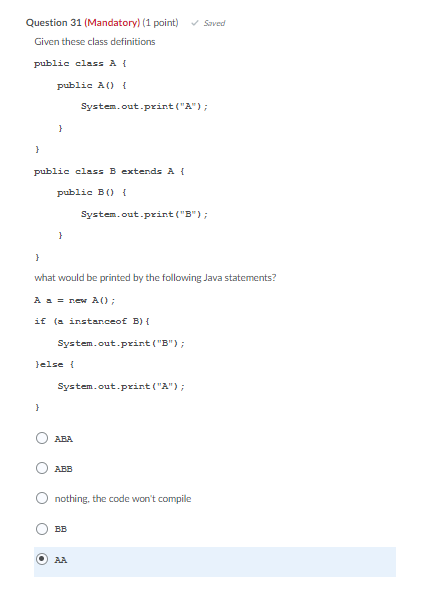 Question 31 (Mandatory) (1 point) ✓ Saved
Given these class definitions
public class A {
public A() {
System.out.print("A");
}
}
public class B extends A {
public B() {
System.out.print("B");
}
}
what would be printed by the following Java statements?
A a = new A();
if (a instanceof B){
System.out.print("B");
}else {
System.out.print("A");
}
ABA
ABB
nothing, the code won't compile
BB
AA